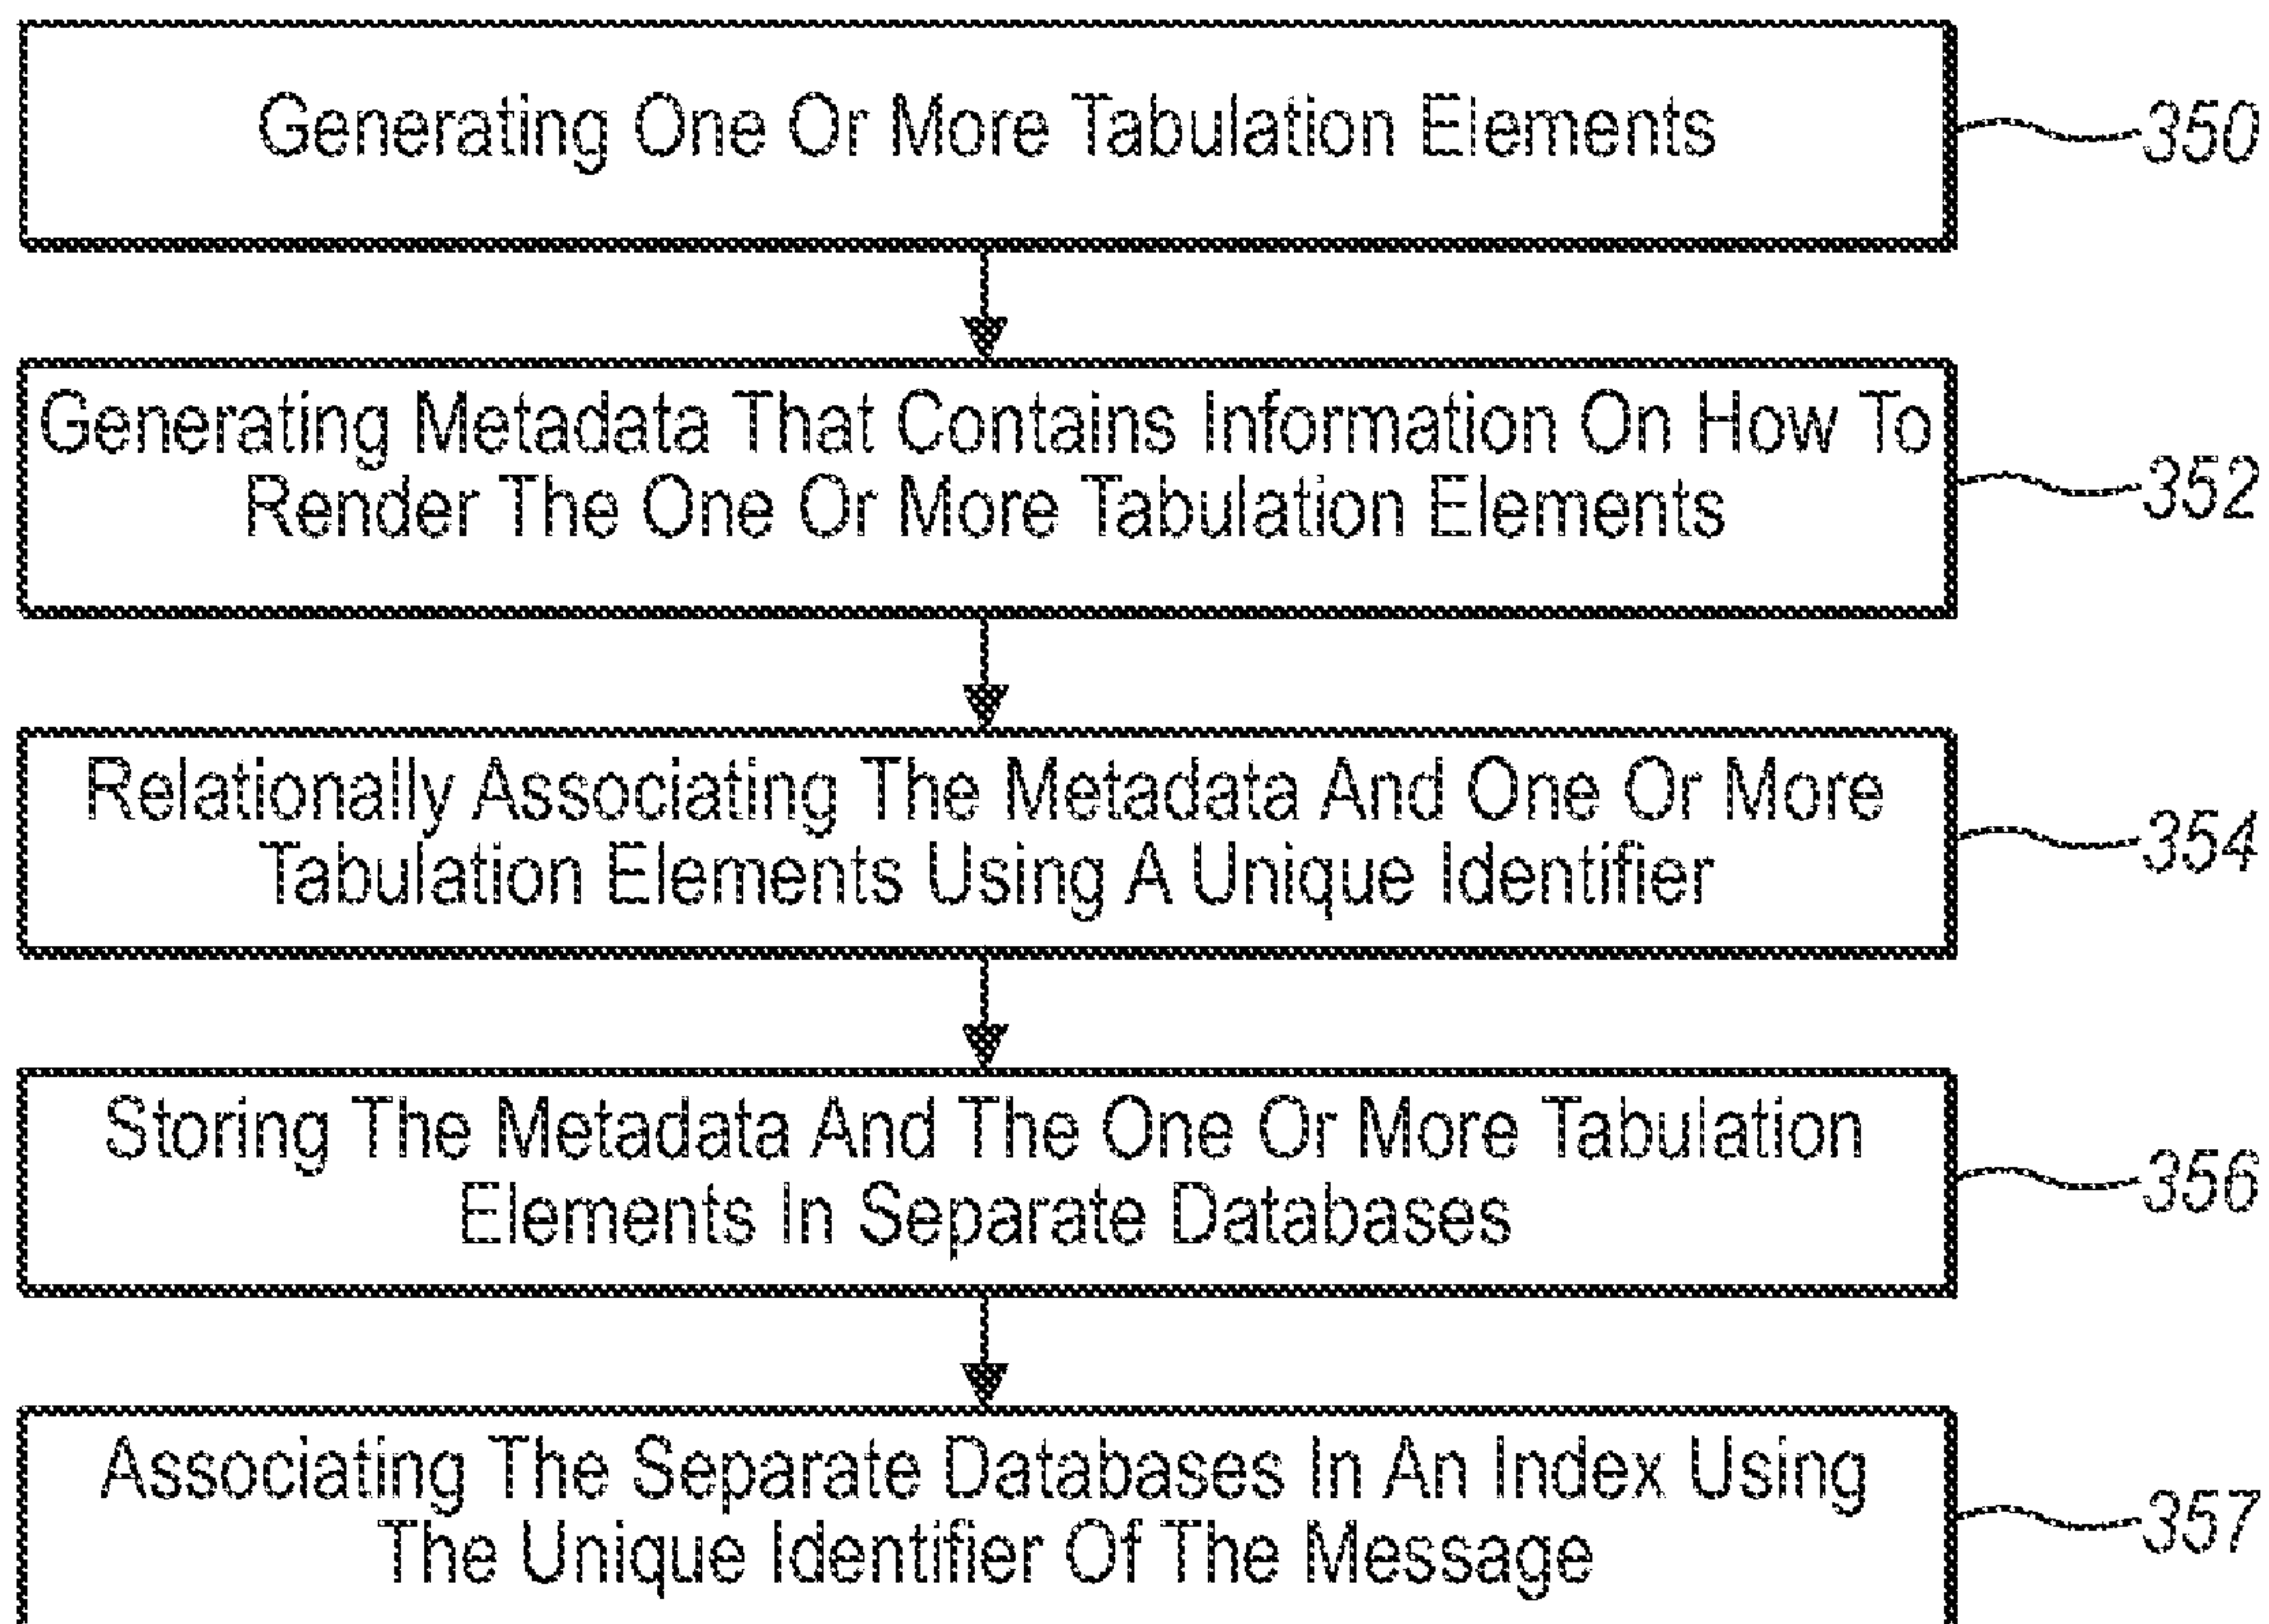 Generating One Or More Tabulation Elements
350
Generating Metadata That Contains Information On How To
Render The One Or More Tabulation Elements
352
Relationally Associating The Metadata And One Or More
Tabulation Elements Using A Unique Identifier
354
Storing The Metadata And The One Or More Tabulation
Elements In Separate Databases
356
Associating The Separate Databases In An Index Using
The Unique Identifier Of The Message
357